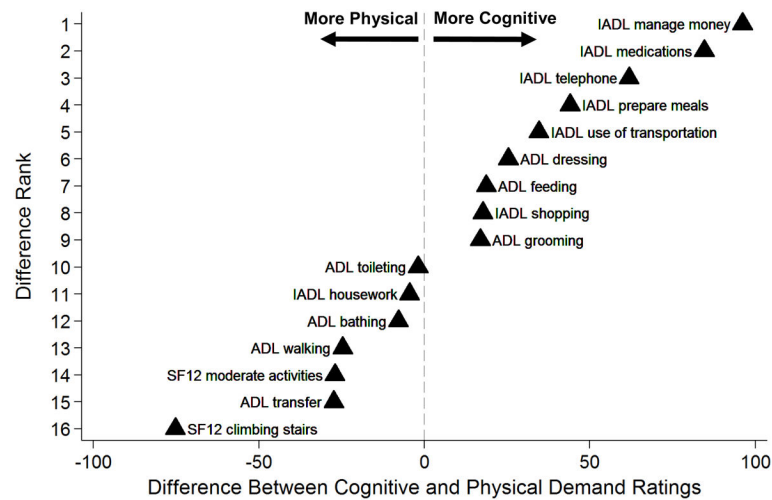 More Physical
More Cognitive
1
IADL manage money
2
IADL medications
3
IADL telephone
4
IADL prepare meals
5
IADL use of transportation
6
ADL dressing
7
ADL feeding
8
IADL shopping
9
ADL grooming
10
ADL toileting
11
IADL housework
12
ADL bathing
13
ADL walking
14
SF12 moderate activities
15
ADL transfer
16
SF12 climbing stairs
Difference Rank
-100
-50
0
50
100
Difference Between Cognitive and Physical Demand Ratings